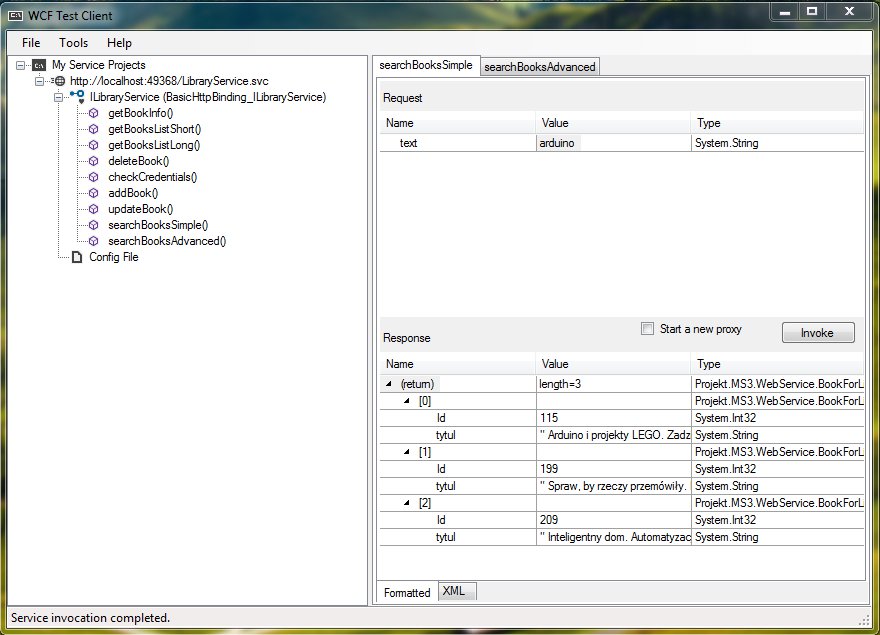 WCF Test Client
File Tools Help
My Service Projects
http://localhost:49368/LibraryService.svc
ILibraryService (BasicHttpBinding_ILibraryService)
getBookInfo()
getBooksListShort()
getBooksListLong()
deleteBook()
checkCredentials()
addBook()
updateBook()
searchBooksSimple()
searchBooksAdvanced()
Config File
searchBooksSimple searchBooksAdvanced
Request
Name Value Type
text arduino System.String
Response Start a new proxy Invoke
Name Value Type
(return) length=3 Projekt.MS3.WebService.BookForLi
[0] Projekt.MS3.WebService.BookForLi
Id 115 System.Int32
tytul " Arduino i projekty LEGO. Zadz System.String
[1] Projekt.MS3.WebService.BookForLi
Id 199 System.Int32
tytul " Spraw, by rzeczy przemówiły. System.String
[2] Projekt.MS3.WebService.BookForLi
Id 209 System.Int32
tytul " Inteligentny dom. Automatyzac System.String
Formatted XML
Service invocation completed.